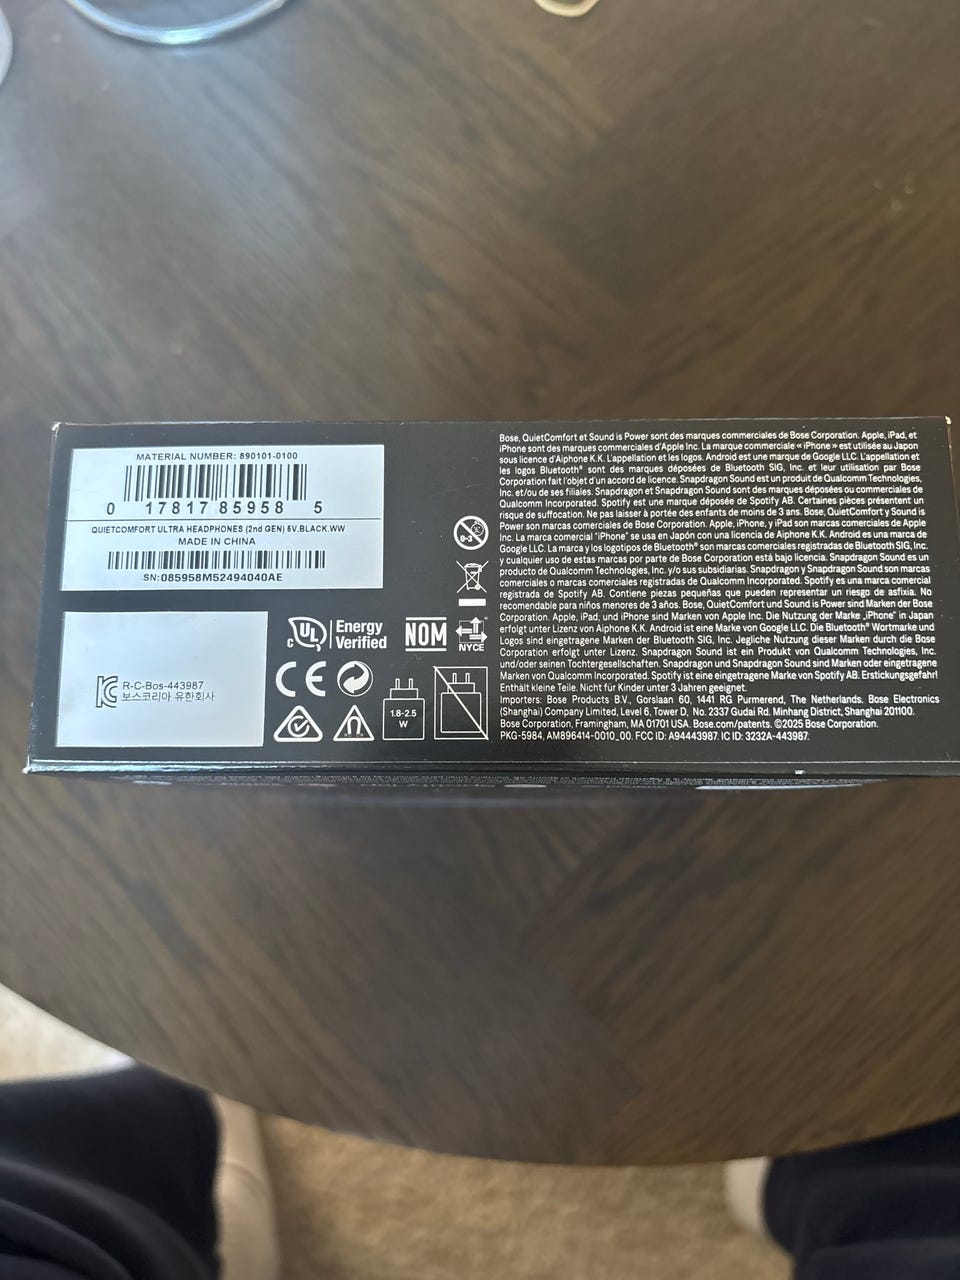 MATERIAL NUMBER: 890101-0100
0 17817 85958 5
QUIETCOMFORT ULTRA HEADPHONES (2nd GEN) 6V.BLACK.WW
MADE IN CHINA
SN:085958M52494040AE
R-C-Bos-443987
보스코리아 유한회사
0-3
UL
Energy
Verified
NOM
NYCE
CE
1.8-2.5
W
Bose, QuietComfort et Sound is Power sont des marques commerciales de Bose Corporation. Apple, iPad, et
iPhone sont des marques commerciales d'Apple Inc. La marque commerciale « iPhone » est utilisée au Japon
sous licence d'Aiphone K.K. L'appellation et les logos. Android est une marque de Google LLC. L'appellation et
les logos Bluetooth® sont des marques déposées de Bluetooth SIG, Inc. et leur utilisation par Bose
Corporation fait l'objet d'un accord de licence. Snapdragon Sound est un produit de Qualcomm Technologies,
Inc. et/ou de ses filiales. Snapdragon et Snapdragon Sound sont des marques déposées ou commerciales de
Qualcomm Incorporated. Spotify est une marque déposée de Spotify AB. Certaines pièces présentent un
risque de suffocation. Ne pas laisser à portée des enfants de moins de 3 ans. Bose, QuietComfort y Sound is
Power son marcas comerciales de Bose Corporation. Apple, iPhone, y iPad son marcas comerciales de Apple
Inc. La marca comercial "iPhone" se usa en Japón con una licencia de Aiphone K.K. Android es una marca de
Google LLC. La marca y los logotipos de Bluetooth® son marcas comerciales registradas de Bluetooth SIG, Inc.
y cualquier uso de estas marcas por parte de Bose Corporation está bajo licencia. Snapdragon Sound es un
producto de Qualcomm Technologies, Inc. y/o sus subsidiarias. Snapdragon y Snapdragon Sound son marcas
comerciales o marcas comerciales registradas de Qualcomm Incorporated. Spotify es una marca comercial
registrada de Spotify AB. Contiene piezas pequeñas que pueden representar un riesgo de asfixia. No
recomendable para niños menores de 3 años. Bose, QuietComfort und Sound is Power sind Marken der Bose
Corporation. Apple, iPad, und iPhone sind Marken von Apple Inc. Die Nutzung der Marke „iPhone" in Japan
erfolgt unter Lizenz von Aiphone K.K. Android ist eine Marke von Google LLC. Die Bluetooth® Wortmarke und
Logos sind eingetragene Marken der Bluetooth SIG, Inc. Jegliche Nutzung dieser Marken durch die Bose
Corporation erfolgt unter Lizenz. Snapdragon Sound ist ein Produkt von Qualcomm Technologies, Inc.
und/oder seinen Tochtergesellschaften. Snapdragon und Snapdragon Sound sind Marken oder eingetragene
Marken von Qualcomm Incorporated. Spotify ist eine eingetragene Marke von Spotify AB. Erstickungsgefahr!
Enthält kleine Teile. Nicht für Kinder unter 3 Jahren geeignet.
Importers: Bose Products B.V., Gorslaan 60, 1441 RG Purmerend, The Netherlands. Bose Electronics
(Shanghai) Company Limited, Level 6, Tower D, No. 2337 Gudai Rd. Minhang District, Shanghai 201100.
Bose Corporation, Framingham, MA 01701 USA. Bose.com/patents. ©2025 Bose Corporation.
PKG-5984, AM896414-0010_00. FCC ID: A94443987. IC ID: 3232A-443987.